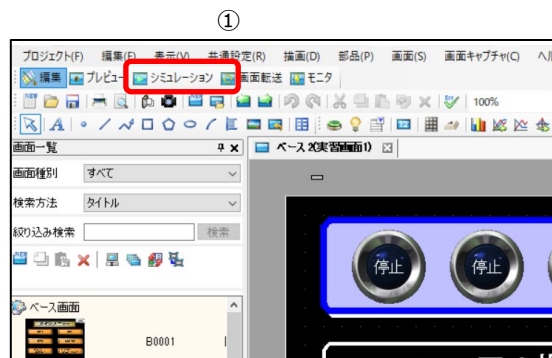 ①
プロジェクト(F) 編集(E) 表示(V) 共通設定(R) 描画(D) 部品(P) 画面(S) 画面キャプチャ(C)
編集 プレビュー シミュレーション 画面転送 モニタ
100%
画面一覧
ベース 2(実習画面1)
画面種別 すべて
検索方法 タイトル
絞り込み検索 検索
停止 停止
ベース画面
B0001